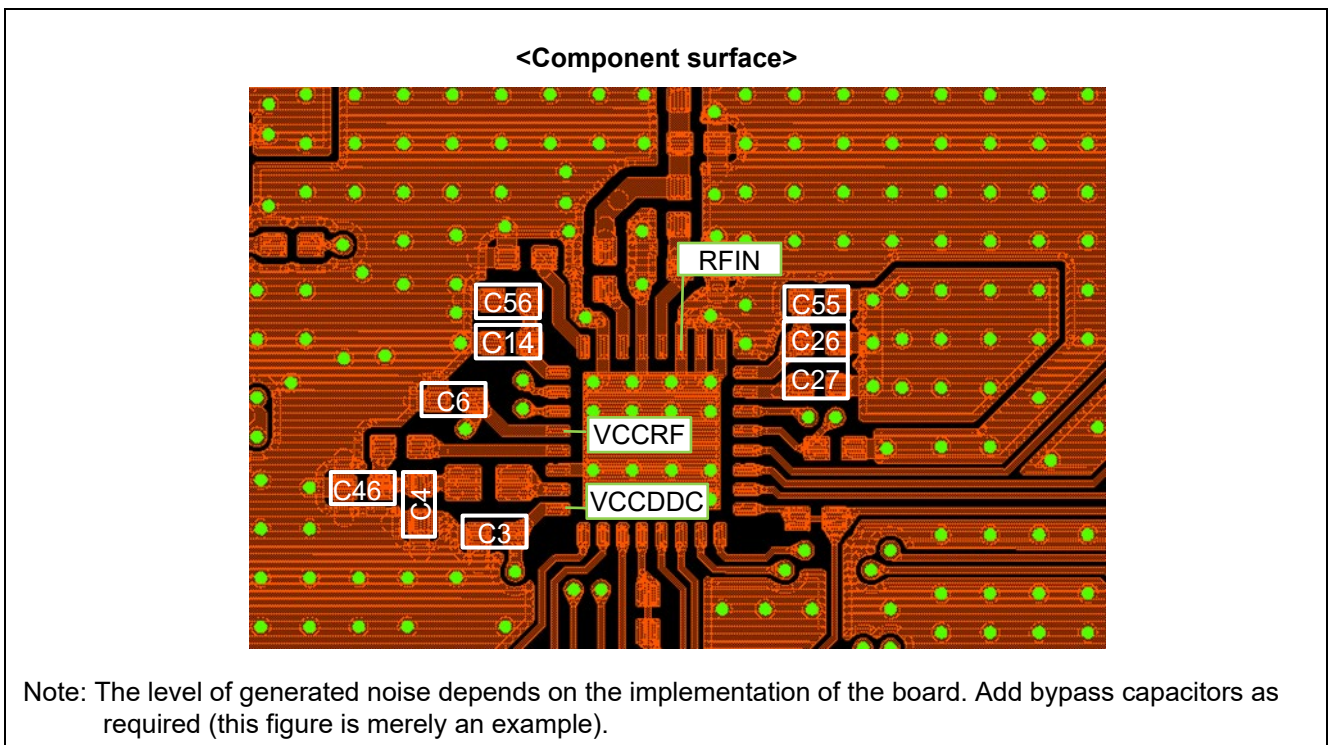 <Component surface>
RFIN
C56
C55
C14
C26
C27
C6
VCCRF
C46
C4
VCCDDC
C3
Note: The level of generated noise depends on the implementation of the board. Add bypass capacitors as
required (this figure is merely an example).